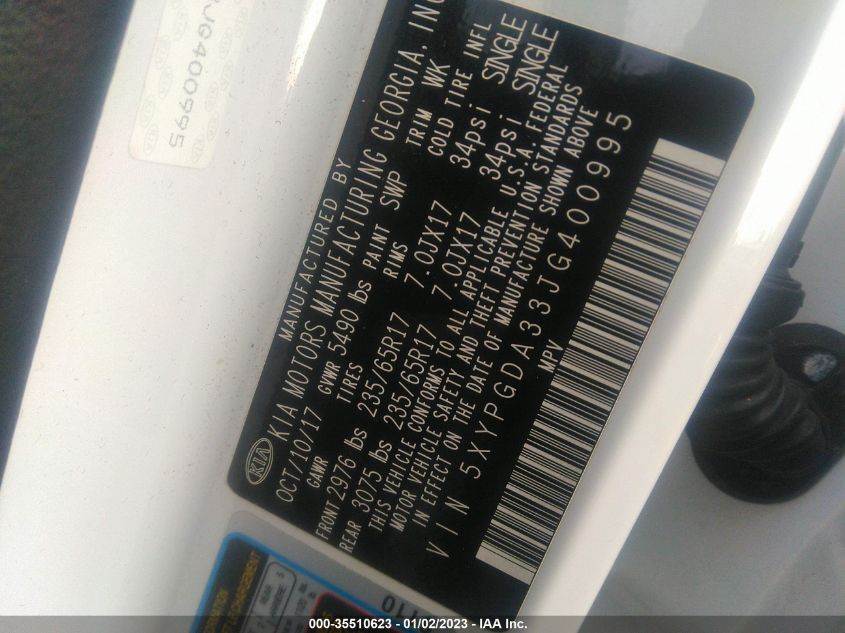 JG400995
KIA
MANUFACTURED BY
KIA MOTORS MANUFACTURING GEORGIA, INC
OCT/10/17 GVWR 5490 lbs PAINT SWP TRIM WK
GAWR TIRES RIMS COLD TIRE INFL
FRONT 2976 lbs 235/65R17 7.0JX17 34psi SINGLE
REAR 3075 lbs 235/65R17 7.0JX17 34psi SINGLE
THIS VEHICLE CONFORMS TO ALL APPLICABLE U.S.A. FEDERAL
MOTOR VEHICLE SAFETY AND THEFT PREVENTION STANDARDS
IN EFFECT ON THE DATE OF MANUFACTURE SHOWN ABOVE
VIN 5XYPGDA33JG400995
MPV
000-35510623 - 01/02/2023 - IAAI Inc.